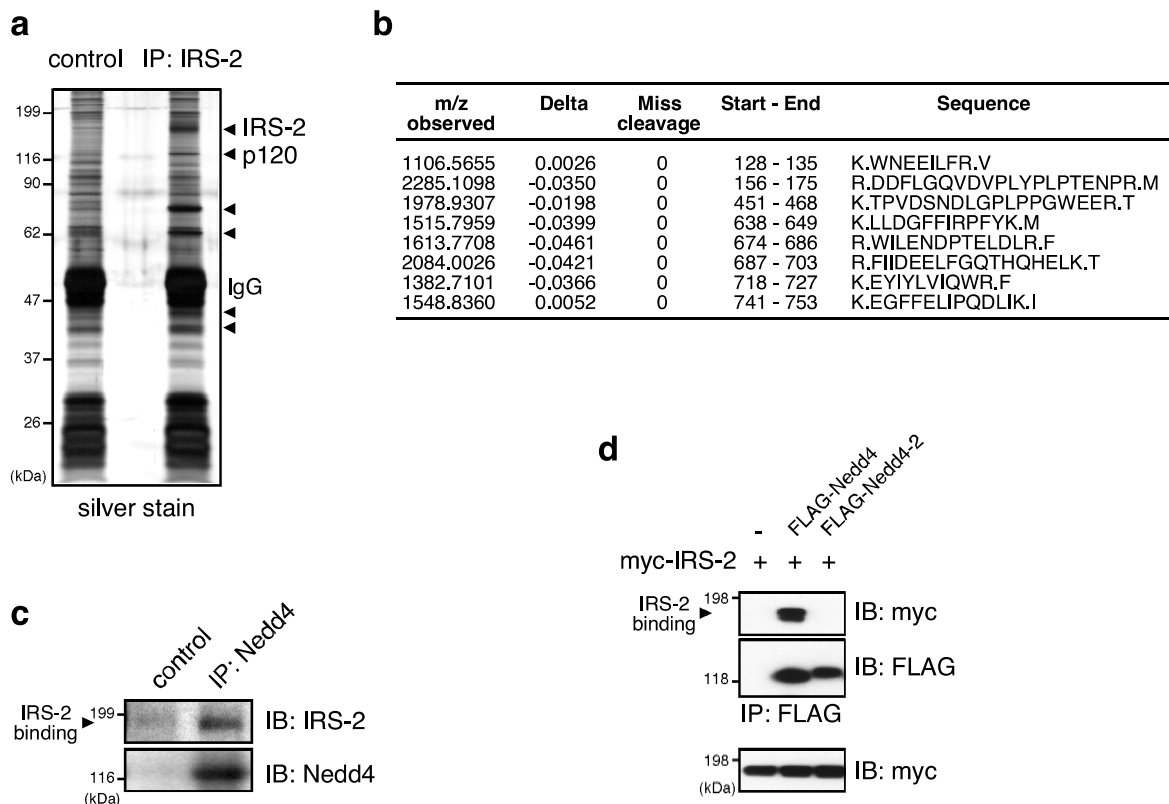 a
control IP: IRS-2
199
IRS-2
p120
116
90
62
IgG
47
37
26
(kDa)
silver stain
b
m/z observed Delta Miss cleavage Start - End Sequence
1106.5655 0.0026 0 128 - 135 K.WNEEILFR.V
2285.1098 -0.0350 0 156 - 175 R.DDFLGQVDVPLYPLPTENPR.M
1978.9307 -0.0198 0 451 - 468 K.TPVDSNDLGPLPPGWEER.T
1515.7959 -0.0399 0 638 - 649 K.LLDGFFIRPFYK.M
1613.7708 -0.0461 0 674 - 686 R.WILENDPTELDLR.F
2084.0026 -0.0421 0 687 - 703 R.FIIDEELFGQTHQHELK.T
1382.7101 -0.0366 0 718 - 727 K.EYIYLVIQWR.F
1548.8360 0.0052 0 741 - 753 K.EGFFELIPQDLIK.I
c
control IP: Nedd4
IRS-2 binding 199 IB: IRS-2
116 IB: Nedd4
(kDa)
d
- FLAG-Nedd4 FLAG-Nedd4-2
myc-IRS-2 + + +
IRS-2 binding 198 IB: myc
118 IB: FLAG
IP: FLAG
198 IB: myc
(kDa)